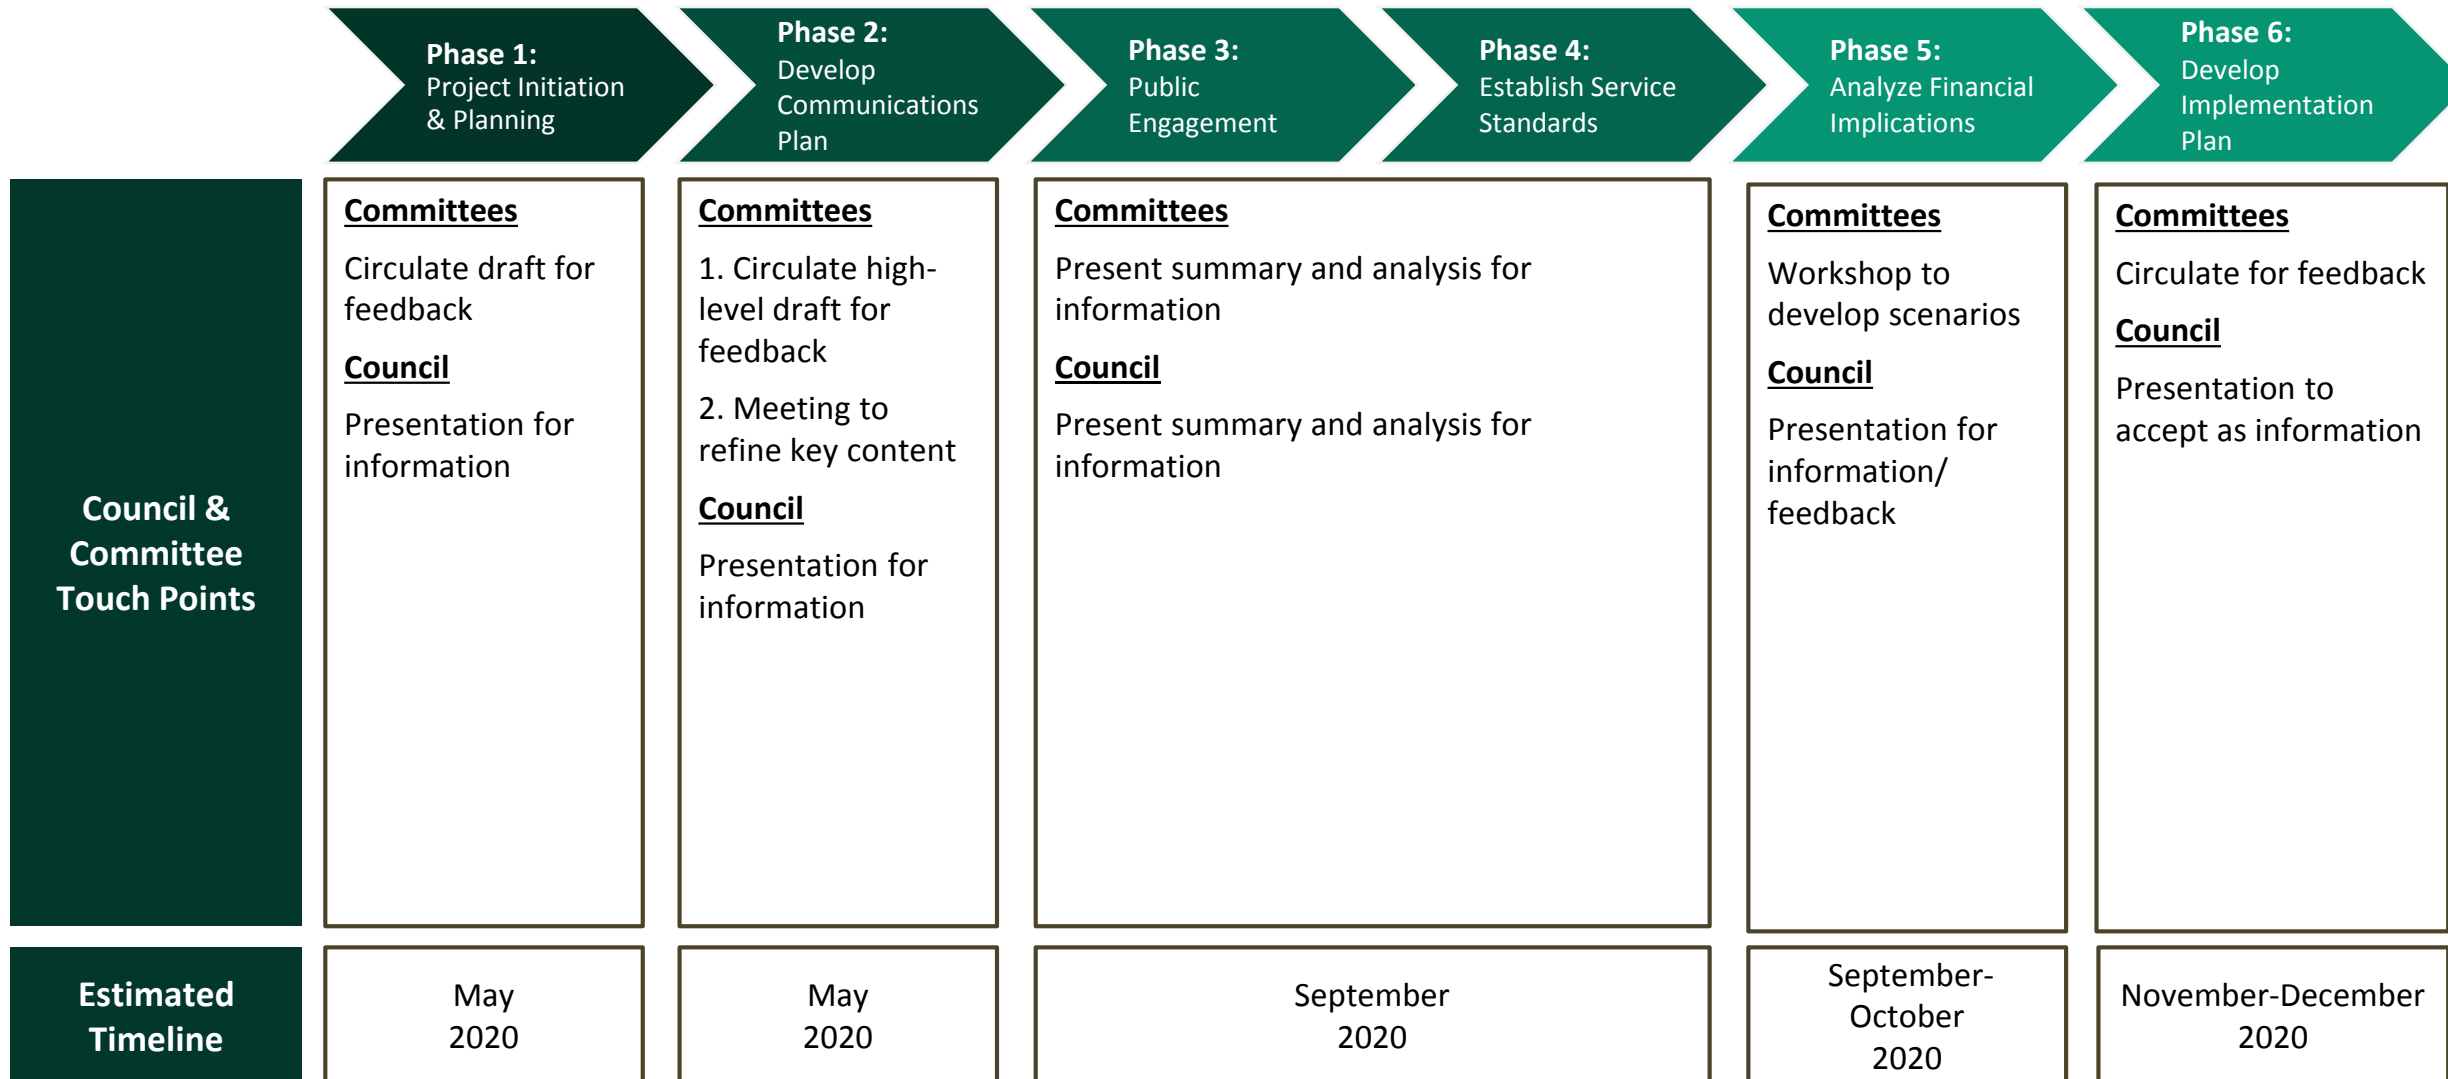 Phase 1:
Project Initiation
& Planning
Phase 2:
Develop
Communications
Plan
Phase 3:
Public
Engagement
Phase 4:
Establish Service
Standards
Phase 5:
Analyze Financial
Implications
Phase 6:
Develop
Implementation
Plan
Council &
Committee
Touch Points
Committees
Circulate draft for
feedback
Council
Presentation for
information
Committees
1. Circulate high-
level draft for
feedback
2. Meeting to
refine key content
Council
Presentation for
information
Committees
Present summary and analysis for
information
Council
Present summary and analysis for
information
Committees
Workshop to
develop scenarios
Council
Presentation for
information/
feedback
Committees
Circulate for feedback
Council
Presentation to
accept as information
Estimated
Timeline
May
2020
May
2020
September
2020
September-
October
2020
November-December
2020